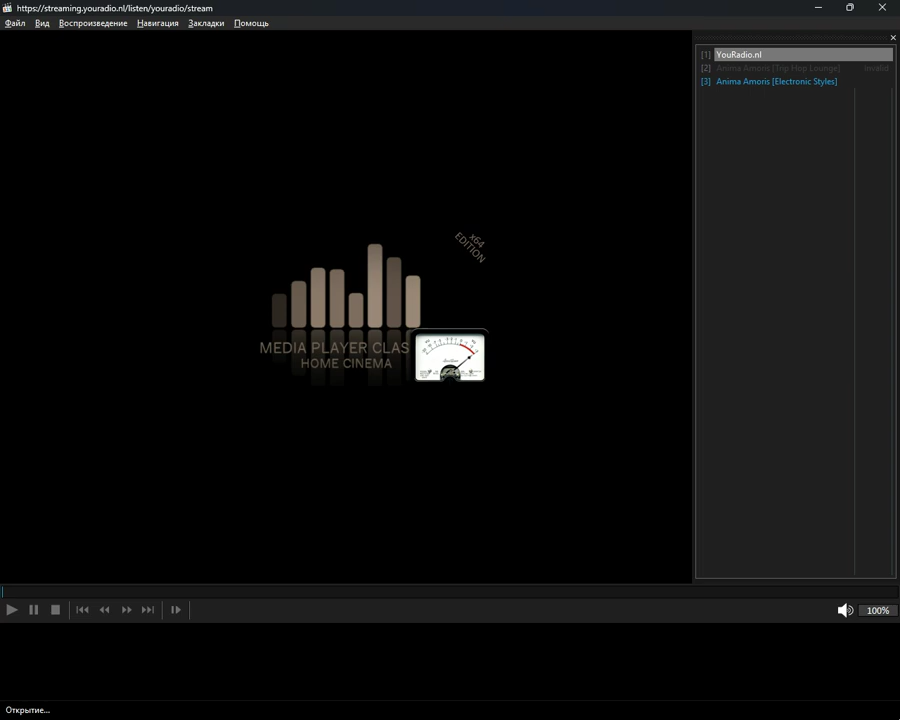 https://streaming.youradio.nl/listen/youradio/stream
Файл Вид Воспроизведение Навигация Закладки Помощь
[1] YouRadio.nl
[2] Anima Amoris [Trip Hop Lounge] Invalid
[3] Anima Amoris [Electronic Styles]
x64
EDITION
MEDIA PLAYER CLAS
HOME CINEMA
100%
Открытие...